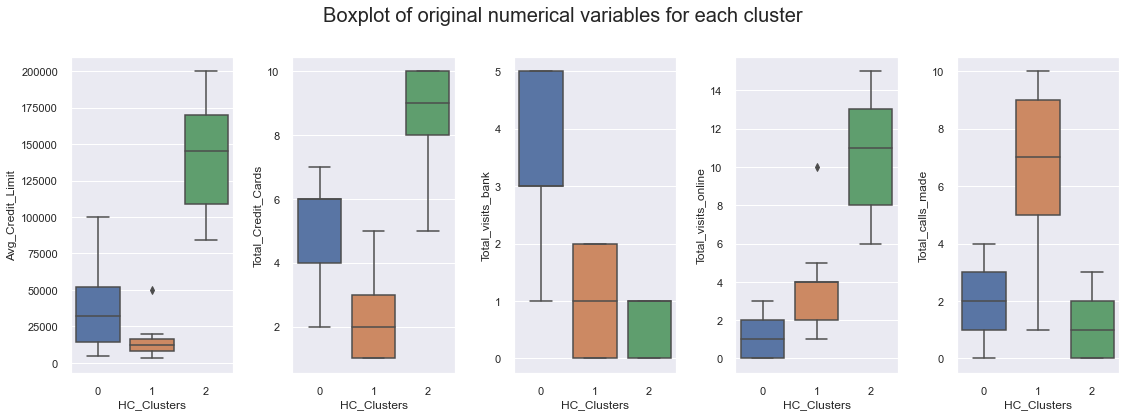 Boxplot of original numerical variables for each cluster
Avg_Credit_Limit
200000
175000
150000
125000
100000
75000
50000
25000
0
0 1 2
HC_Clusters
Total_Credit_Cards
10
8
6
4
2
0 1 2
HC_Clusters
Total_visits_bank
5
4
3
2
1
0
0 1 2
HC_Clusters
Total_visits_online
14
12
10
8
6
4
2
0
0 1 2
HC_Clusters
Total_calls_made
10
8
6
4
2
0
0 1 2
HC_Clusters